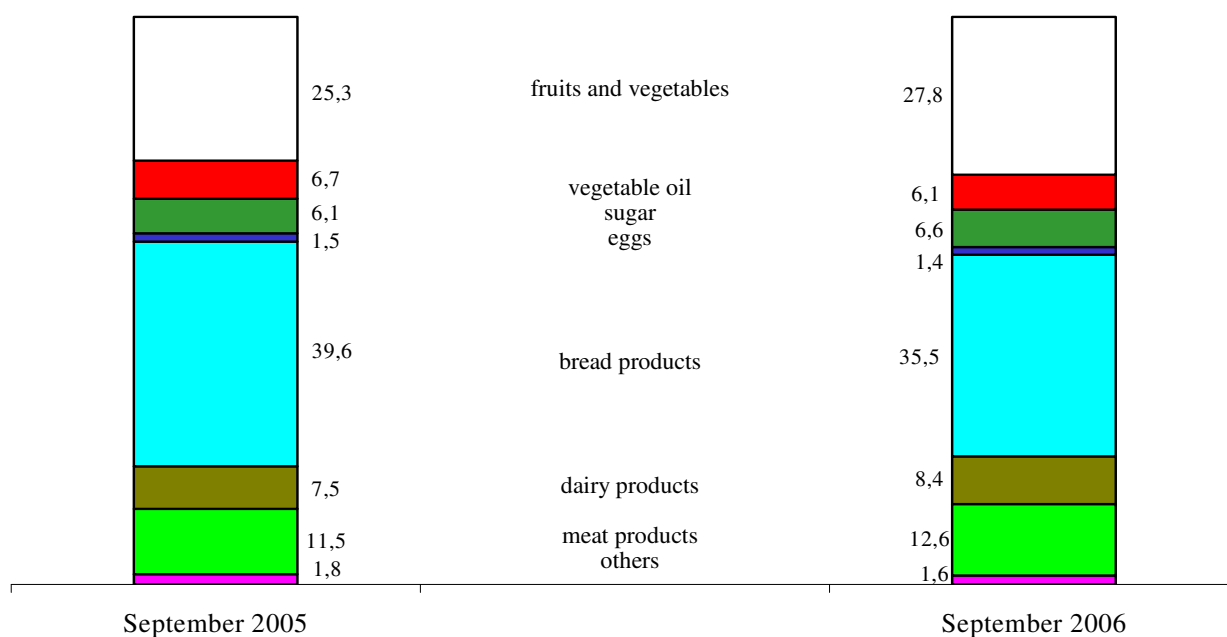 25,3 fruits and vegetables 27,8
6,7 vegetable oil 6,1
6,1 sugar 6,6
1,5 eggs 1,4
39,6 bread products 35,5
7,5 dairy products 8,4
11,5 meat products 12,6
1,8 others 1,6
September 2005 September 2006